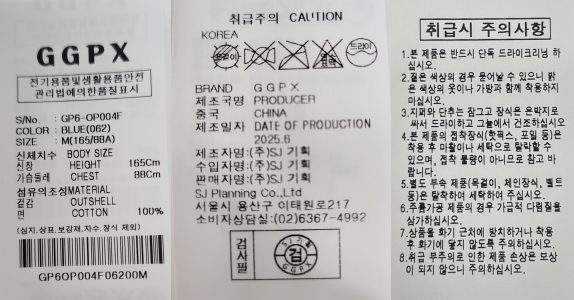 GGPX
전기용품및생활용품안전
관리법에의한품질표시
S/No. : GP6-OP004F
COLOR : BLUE(062)
SIZE : M(165/88A)
신체치수 BODY SIZE
신장 HEIGHT 165Cm
가슴둘레 CHEST 88Cm
섬유의조성MATERIAL
겉감 OUTSHELL
면 COTTON 100%
(심지,상표,보강재,자수,장식 제외)
GP6OP004F06200M
취급주의 CAUTION
KOREA
드라이
BRAND GGPX
제조국명 PRODUCER
중국 CHINA
제조일자 DATE OF PRODUCTION
2025.6
제조자명:(주)SJ 기획
수입자명:(주)SJ 기획
판매자명:(주)SJ 기획
SJ Planning Co.,Ltd
서울시 용산구 이태원로217
소비자상담실:(02)6367-4992
검사필
SJ기획
검
GGPX
취급시 주의사항
1.본 제품은 반드시 단독 드라이크리닝 하
십시오.
2.짙은 색상의 경우 묻어날 수 있으니 밝
은 색상의 옷이나 가방과 함께 착용하지
마십시오.
3.지퍼와 단추는 잠그고 장식은 은박지로
싸서 드라이하고 그늘에서 건조하십시오
4.본 제품의 접착장식(핫픽스, 포일 등)은
착용 후 마찰이나 세탁으로 탈락할 수
있으며, 접착 불량이 아니므로 참고 바
랍니다.
5.별도 부속 제품(목걸이, 체인장식, 벨트
등)은 탈착하여 세탁하여 주십시오.
6.주름가공 제품의 경우 가급적 다림질을
삼가하십시오.
7.상품을 화기 근처에 방치하거나 착용
후 화기에 닿지 않도록 주의하십시오.
8.취급 부주의로 인한 제품 손상은 보상
이 되지 않으니 주의하십시오.